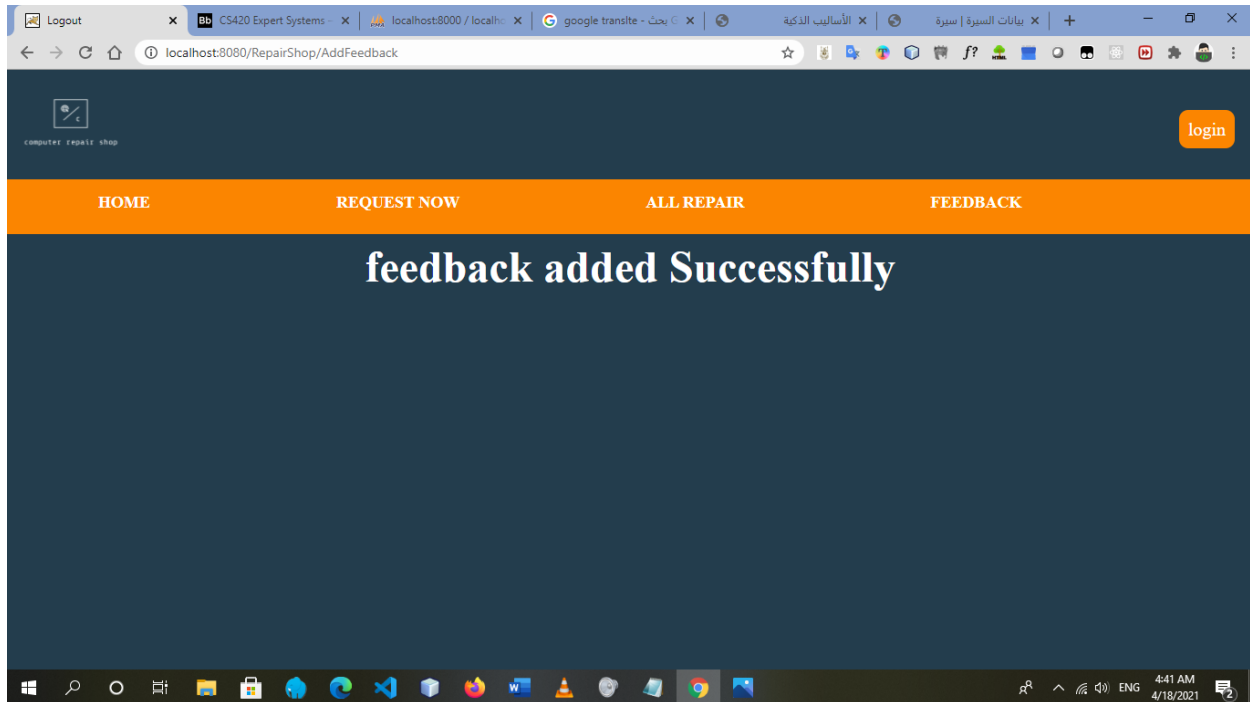 Logout
CS420 Expert Systems -
localhost:8000 / localho
google translte - بحث G
الأساليب الذكية
بيانات السيرة | سيرة
localhost:8080/RepairShop/AddFeedback
computer repair shop
login
HOME REQUEST NOW ALL REPAIR FEEDBACK
feedback added Successfully
ENG
4:41 AM
4/18/2021